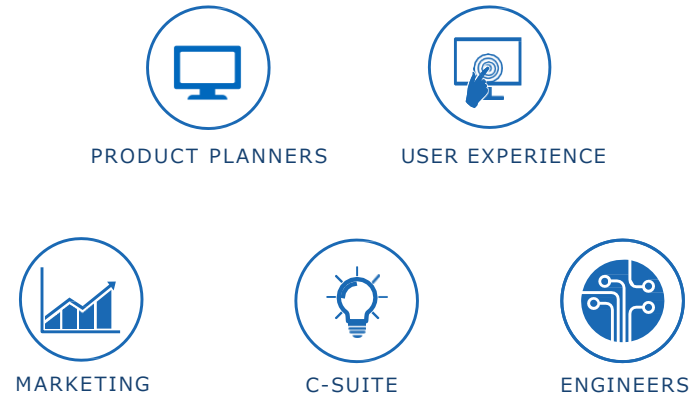 PRODUCT PLANNERS
USER EXPERIENCE
MARKETING
C-SUITE
ENGINEERS